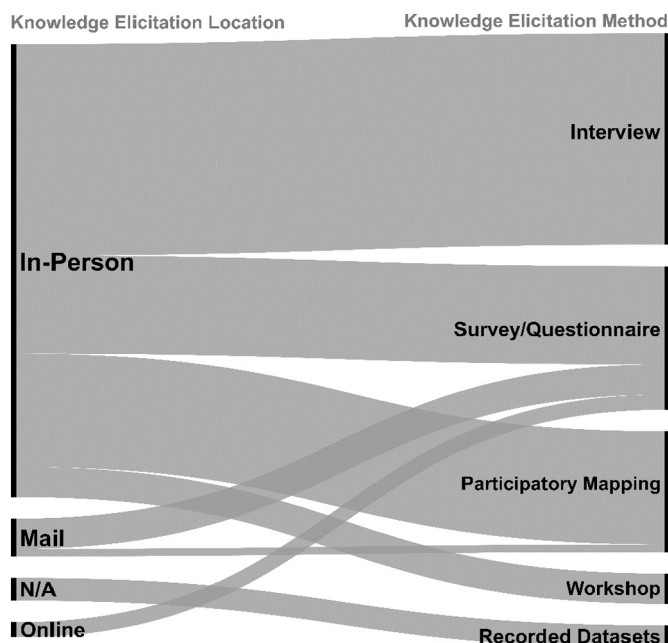 Knowledge Elicitation Location
Knowledge Elicitation Method
Interview
In-Person
Survey/Questionnaire
Participatory Mapping
Mail
N/A
Workshop
Online
Recorded Datasets